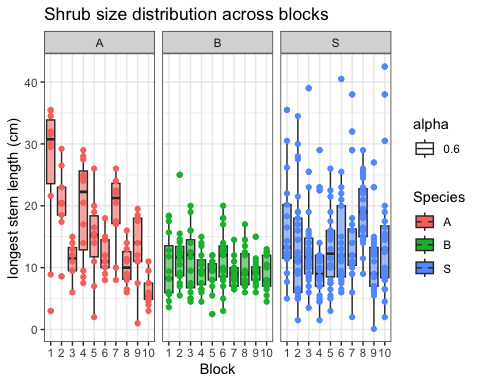 Shrub size distribution across blocks
A B S
longest stem length (cm)
40
30
20
10
0
1 2 3 4 5 6 7 8 9 10 1 2 3 4 5 6 7 8 9 10 1 2 3 4 5 6 7 8 9 10
Block
alpha
0.6
Species
A
B
S